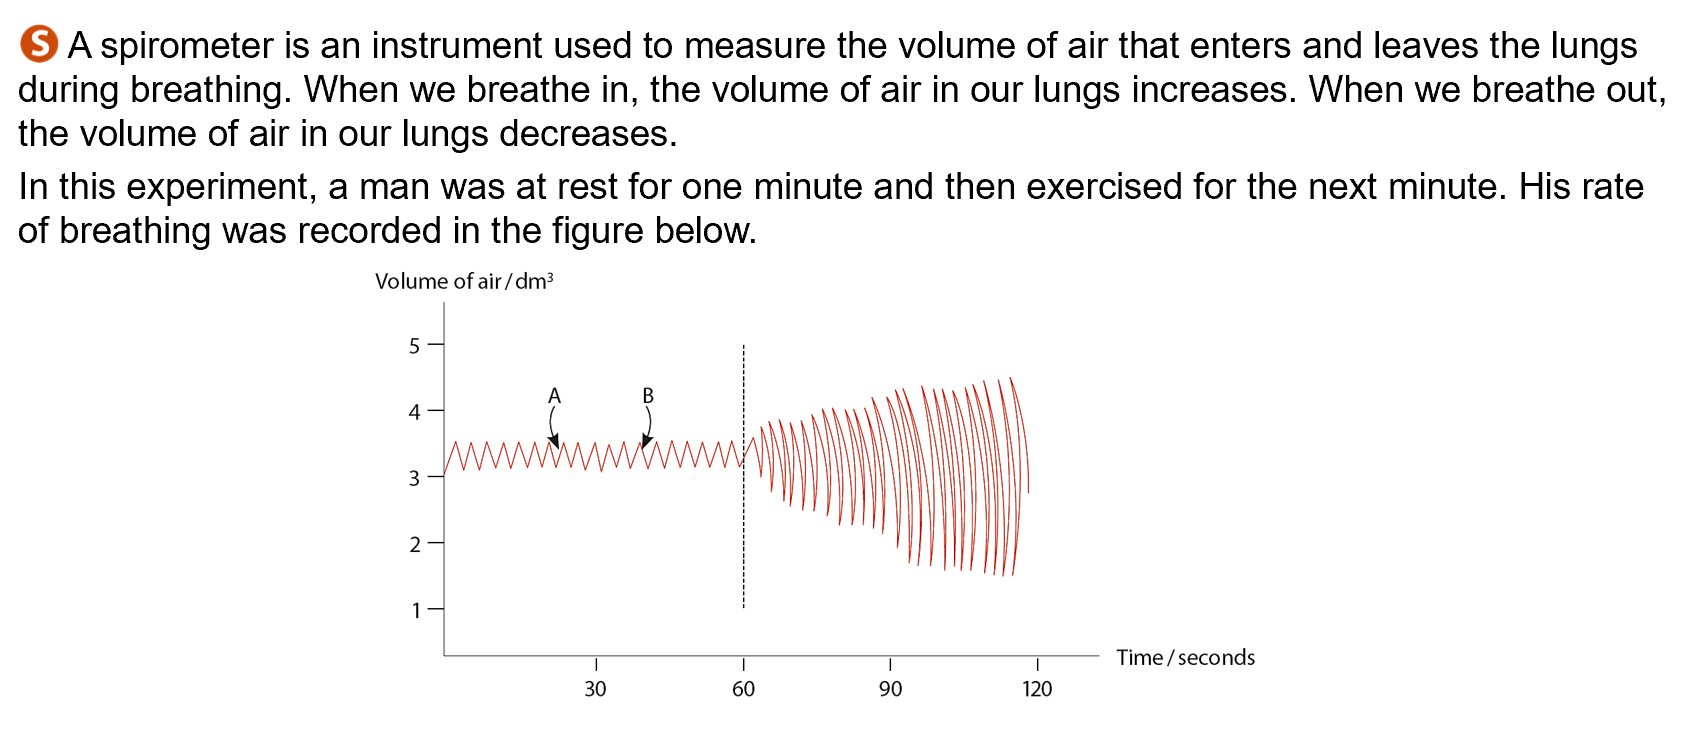 S A spirometer is an instrument used to measure the volume of air that enters and leaves the lungs
during breathing. When we breathe in, the volume of air in our lungs increases. When we breathe out,
the volume of air in our lungs decreases.
In this experiment, a man was at rest for one minute and then exercised for the next minute. His rate
of breathing was recorded in the figure below.
Volume of air/dm³
5
A B
4
3
2
1
Time/seconds
30 60 90 120